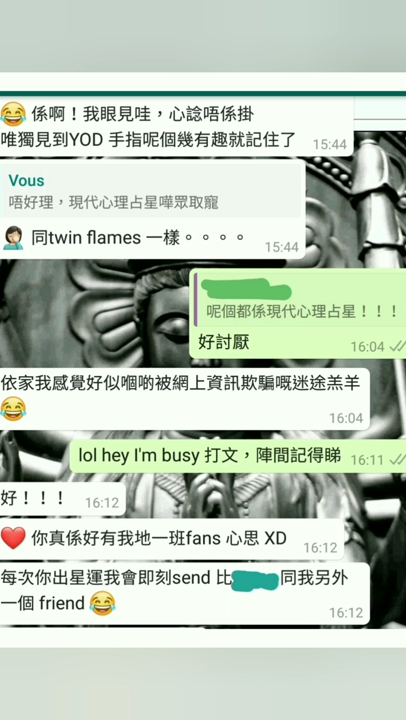 😂 係啊！我眼見哇，心諗唔係掛
唯獨見到YOD 手指呢個幾有趣就記住了
15:44
Vous
唔好理，現代心理占星嘩眾取寵
🤦🏻‍♀️ 同twin flames 一樣。。。。
15:44
呢個都係現代心理占星！！！
好討厭
16:04
依家我感覺好似嗰啲被網上資訊欺騙嘅迷途羔羊
😂
16:04
lol hey I'm busy 打文，陣間記得睇
16:11
好！！！
16:12
❤️ 你真係好有我地一班fans 心思 XD
16:12
每次你出星運我會即刻send 比 同我另外
一個 friend 😂
16:12